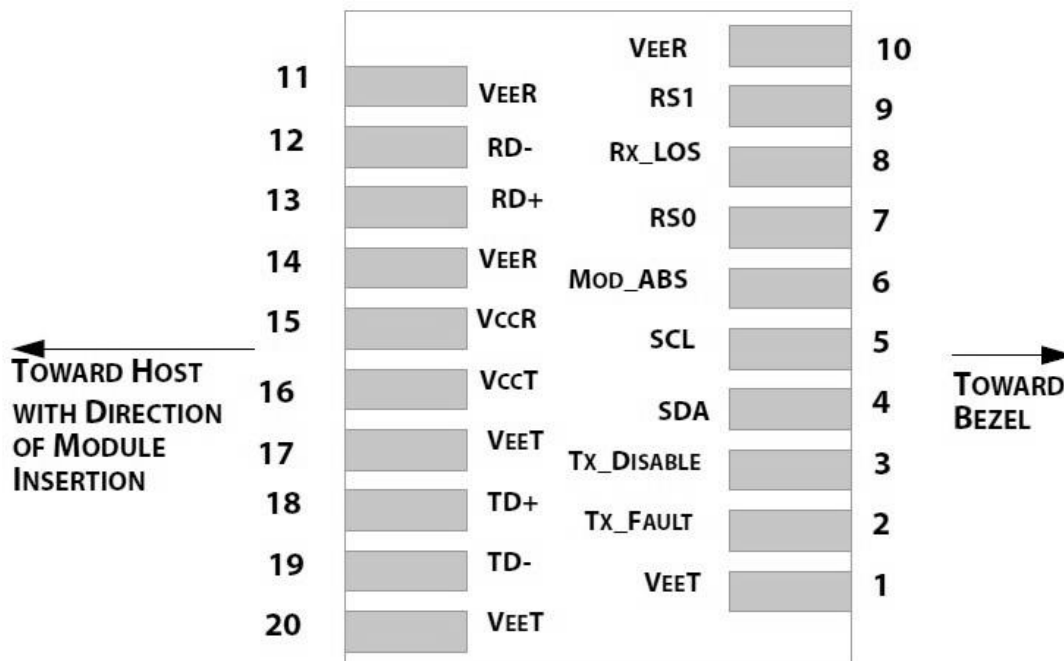 VEER 10
11 VEER
RS1 9
12 RD-
RX_LOS 8
13 RD+
RS0 7
14 VEER
MOD_ABS 6
15 VCCR
SCL 5
TOWARD HOST
WITH DIRECTION
OF MODULE
INSERTION
TOWARD
BEZEL
16 VCCT
SDA 4
17 VEET
TX_DISABLE 3
18 TD+
TX_FAULT 2
19 TD-
VEET 1
20 VEET